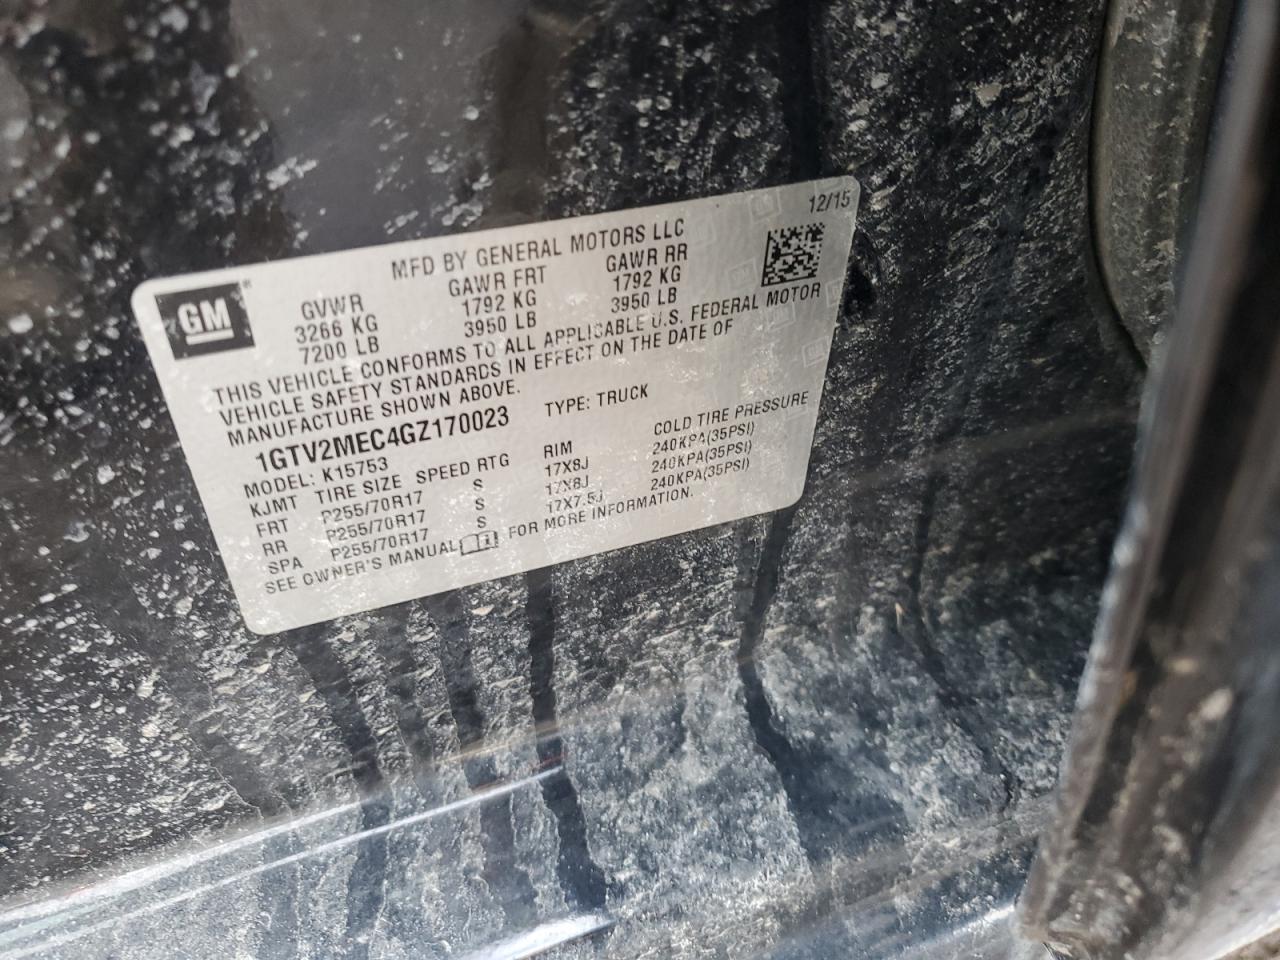 12/15
MFD BY GENERAL MOTORS LLC
GM®
GVWR GAWR FRT GAWR RR
3266 KG 1792 KG 1792 KG
7200 LB 3950 LB 3950 LB
THIS VEHICLE CONFORMS TO ALL APPLICABLE U.S. FEDERAL MOTOR
VEHICLE SAFETY STANDARDS IN EFFECT ON THE DATE OF
MANUFACTURE SHOWN ABOVE.
1GTV2MEC4GZ170023 TYPE: TRUCK
MODEL: K15753
KJMT TIRE SIZE SPEED RTG RIM COLD TIRE PRESSURE
FRT P255/70R17 S 17X8J 240KPA(35PSI)
RR P255/70R17 S 17X8J 240KPA(35PSI)
SPA P255/70R17 S 17X7.5J 240KPA(35PSI)
SEE OWNER'S MANUAL FOR MORE INFORMATION.